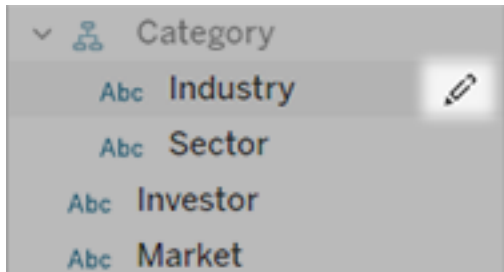 Category
Abc Industry
Abc Sector
Abc Investor
Abc Market